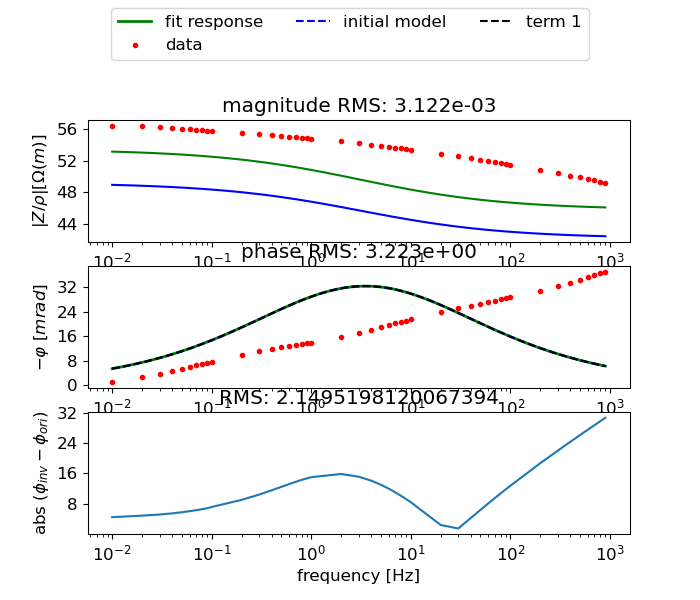 fit response initial model term 1
data
magnitude RMS: 3.122e-03
|Z/ρ|[Ω(m)]
56
52
48
44
10⁻² 10⁻¹ 10⁰ 10¹ 10² 10³
phase RMS: 3.223e+00
−φ [mrad]
32
24
16
8
0
10⁻² 10⁻¹ 10⁰ 10¹ 10² 10³
RMS: 2.1495198120067394
abs (ϕinv − ϕori)
32
24
16
8
10⁻² 10⁻¹ 10⁰ 10¹ 10² 10³
frequency [Hz]